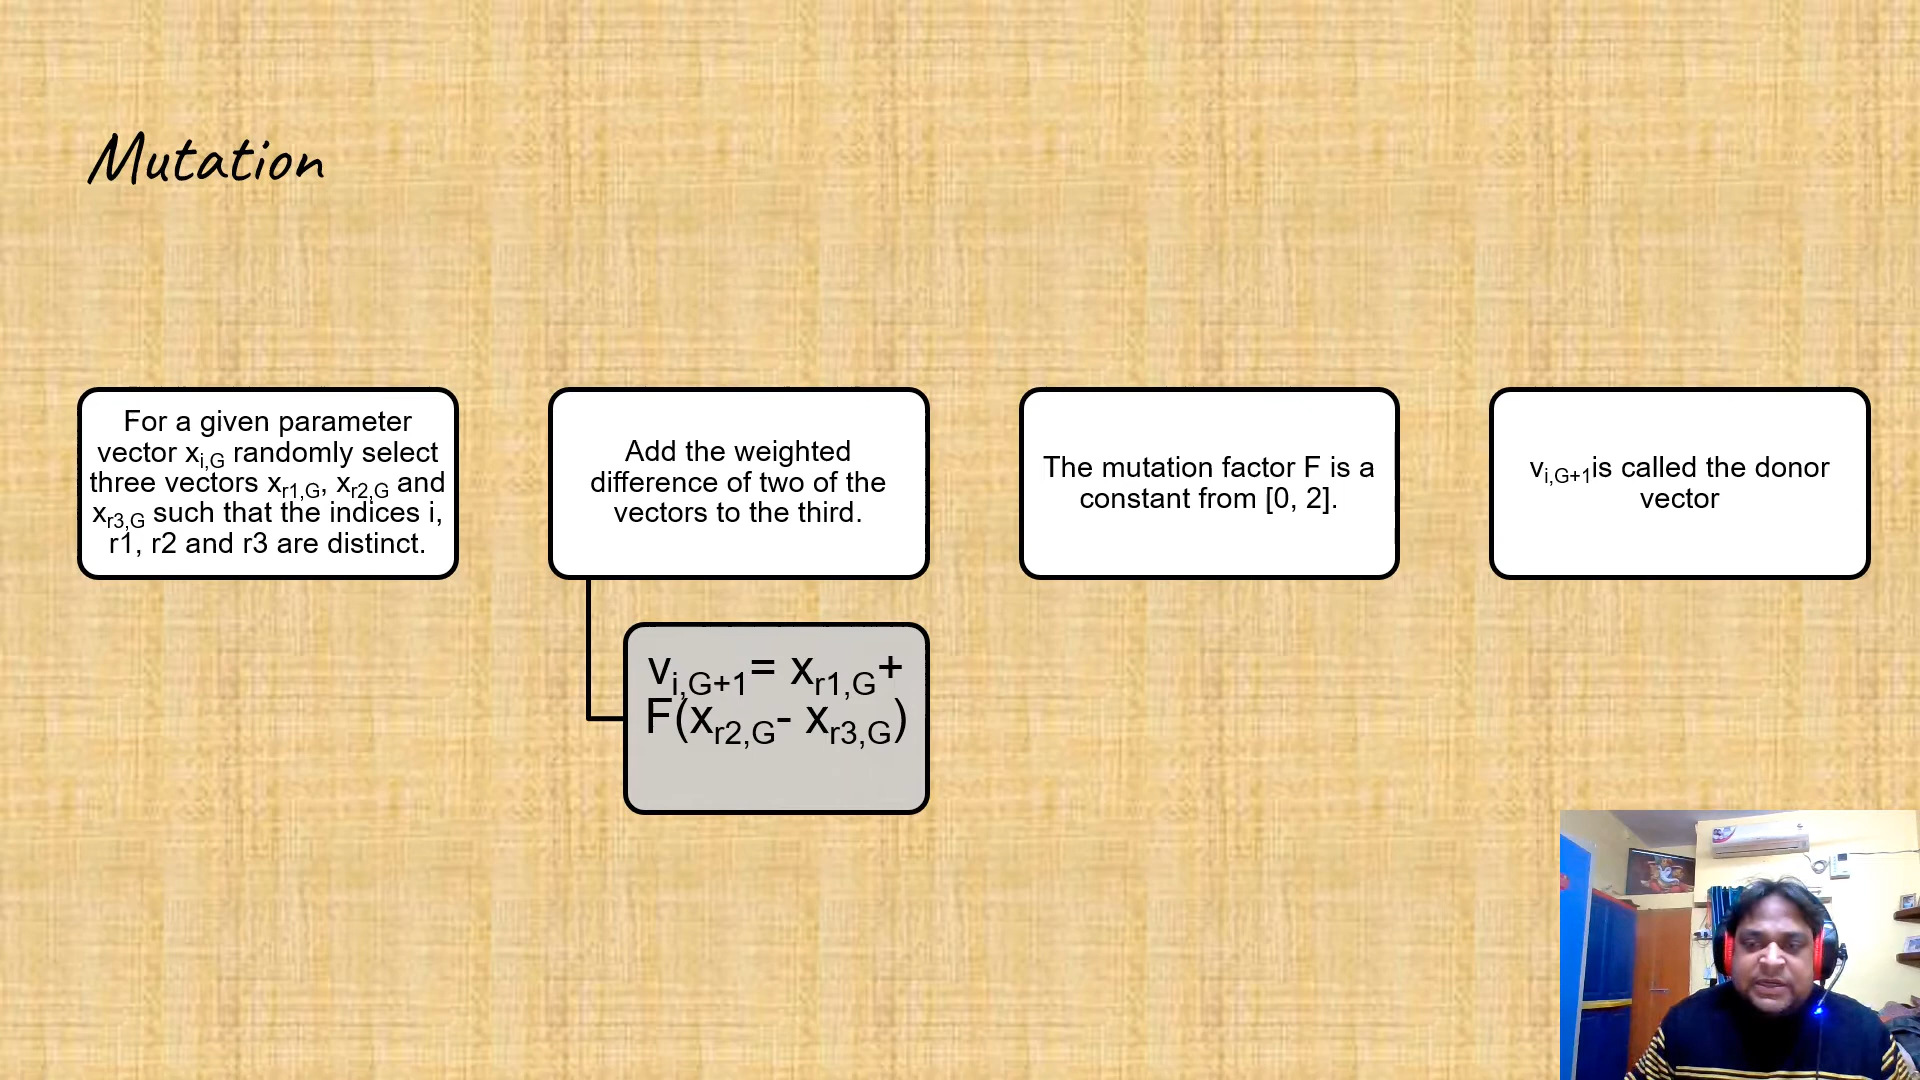 Mutation
For a given parameter
vector x_i,G randomly select
three vectors x_r1,G, x_r2,G and
x_r3,G such that the indices i,
r1, r2 and r3 are distinct.
Add the weighted
difference of two of the
vectors to the third.
v_i,G+1= x_r1,G+
F(x_r2,G- x_r3,G)
The mutation factor F is a
constant from [0, 2].
v_i,G+1is called the donor
vector